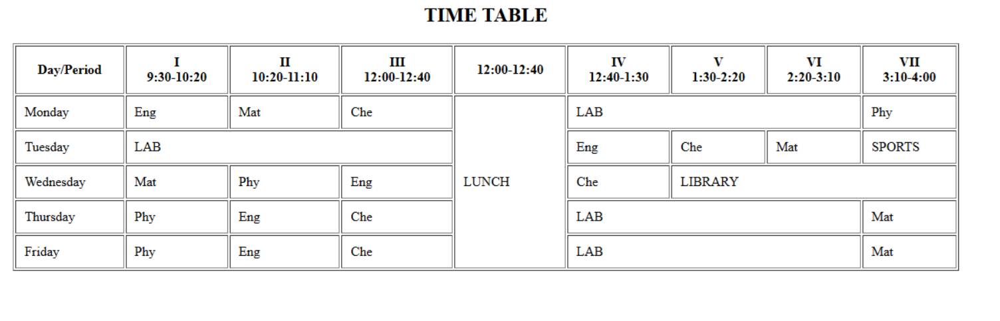 TIME TABLE
Day/Period I 9:30-10:20 II 10:20-11:10 III 12:00-12:40 12:00-12:40 IV 12:40-1:30 V 1:30-2:20 VI 2:20-3:10 VII 3:10-4:00
Monday Eng Mat Che LAB Phy
Tuesday LAB Eng Che Mat SPORTS
Wednesday Mat Phy Eng LUNCH Che LIBRARY
Thursday Phy Eng Che LAB Mat
Friday Phy Eng Che LAB Mat